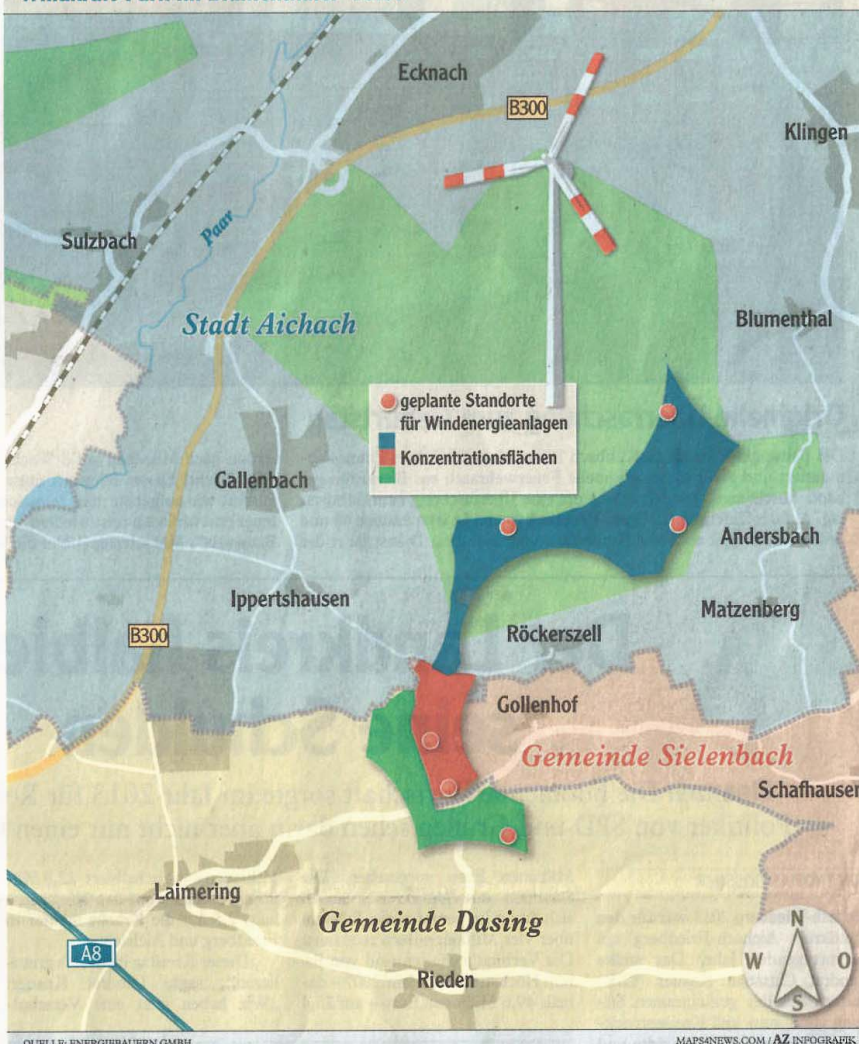 Ecknach
B300
Klingen
Sulzbach
Paar
Stadt Aichach
Blumenthal
geplante Standorte
für Windenergieanlagen
Konzentrationsflächen
Gallenbach
Andersbach
Ippertshausen
Matzenberg
B300
Röckerszell
Gollenhof
Gemeinde Sielenbach
Schafhausen
Laimering
Gemeinde Dasing
A8
Rieden
N
W O
S
QUELLE: ENERGIEBAUERN GMBH
MAPS4NEWS.COM / AZ INFOGRAFIK